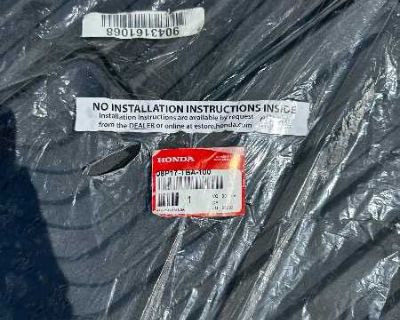 90431G1068
NO INSTALLATION INSTRUCTIONS INSIDE
Installation Instructions are available by request
from the DEALER or online at estore.honda.com
HONDA
08P17-TBA-100
1